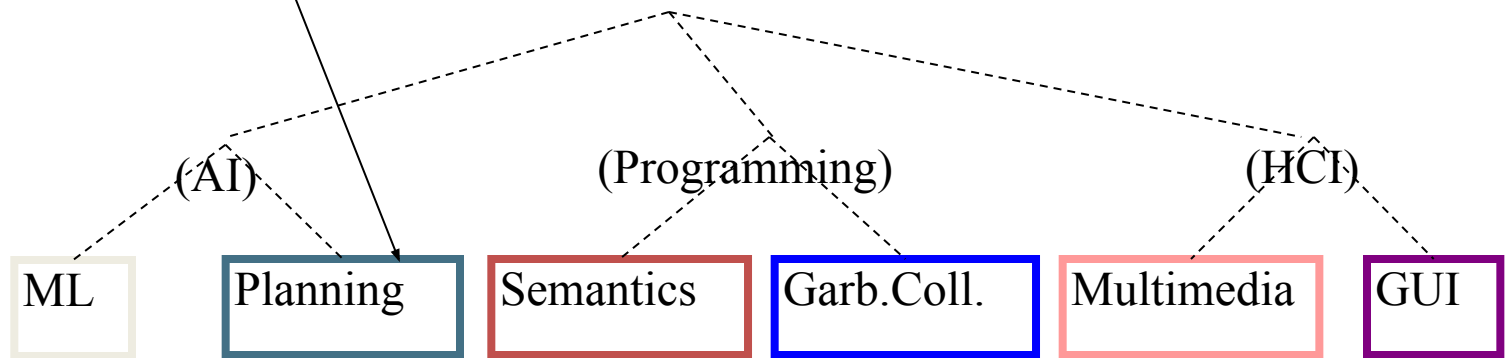 (AI)
(Programming)
(HCI)
ML
Planning
Semantics
Garb.Coll.
Multimedia
GUI